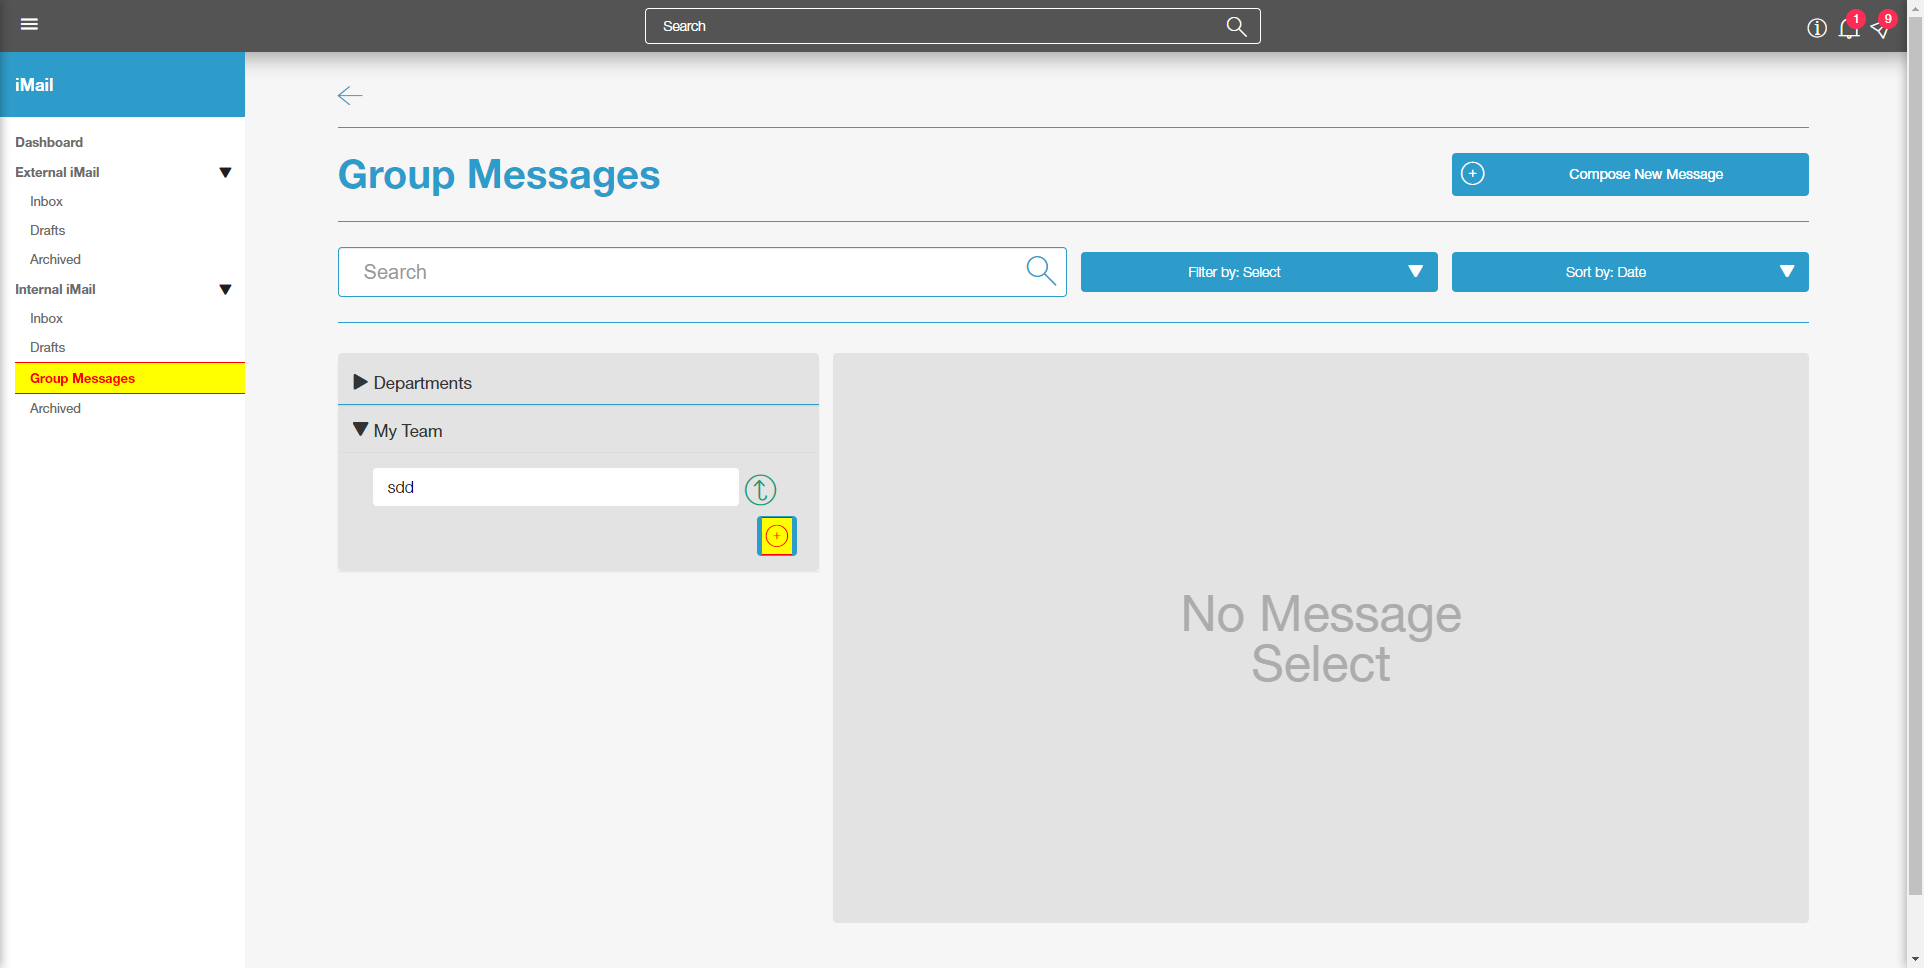 Search
1
9
iMail
Dashboard
External iMail
Inbox
Drafts
Archived
Internal iMail
Inbox
Drafts
Group Messages
Archived
Group Messages
Compose New Message
Search
Filter by: Select
Sort by: Date
Departments
My Team
sdd
No Message
Select